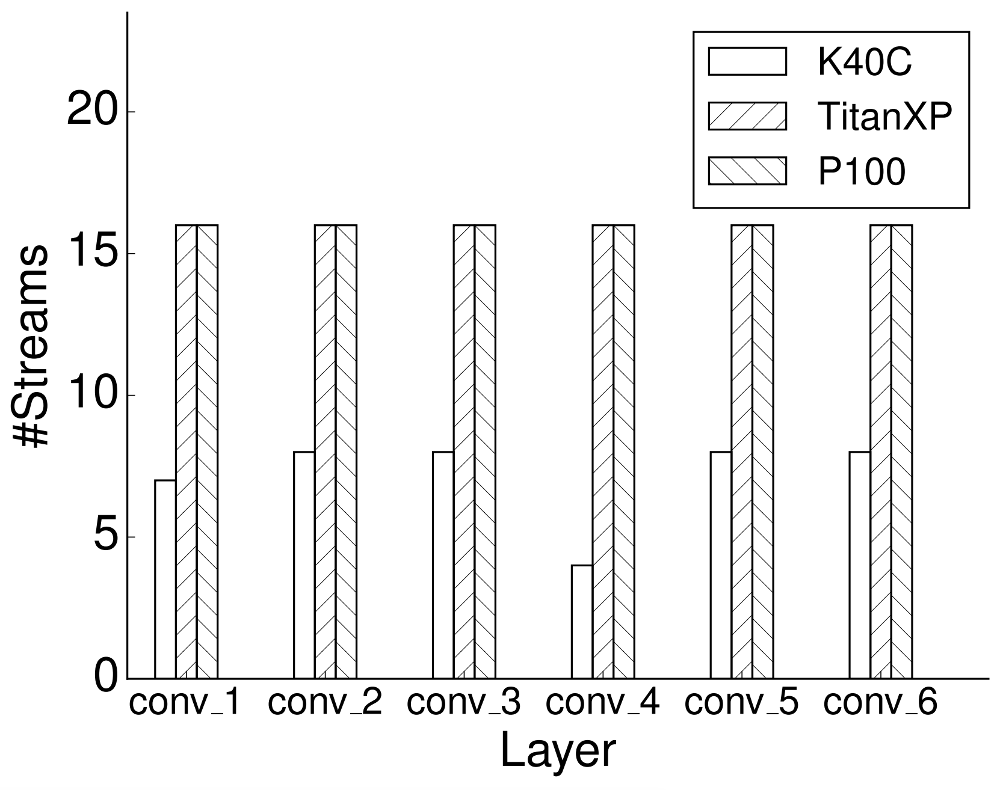 K40C
TitanXP
P100
#Streams
20
15
10
5
0
conv_1 conv_2 conv_3 conv_4 conv_5 conv_6
Layer